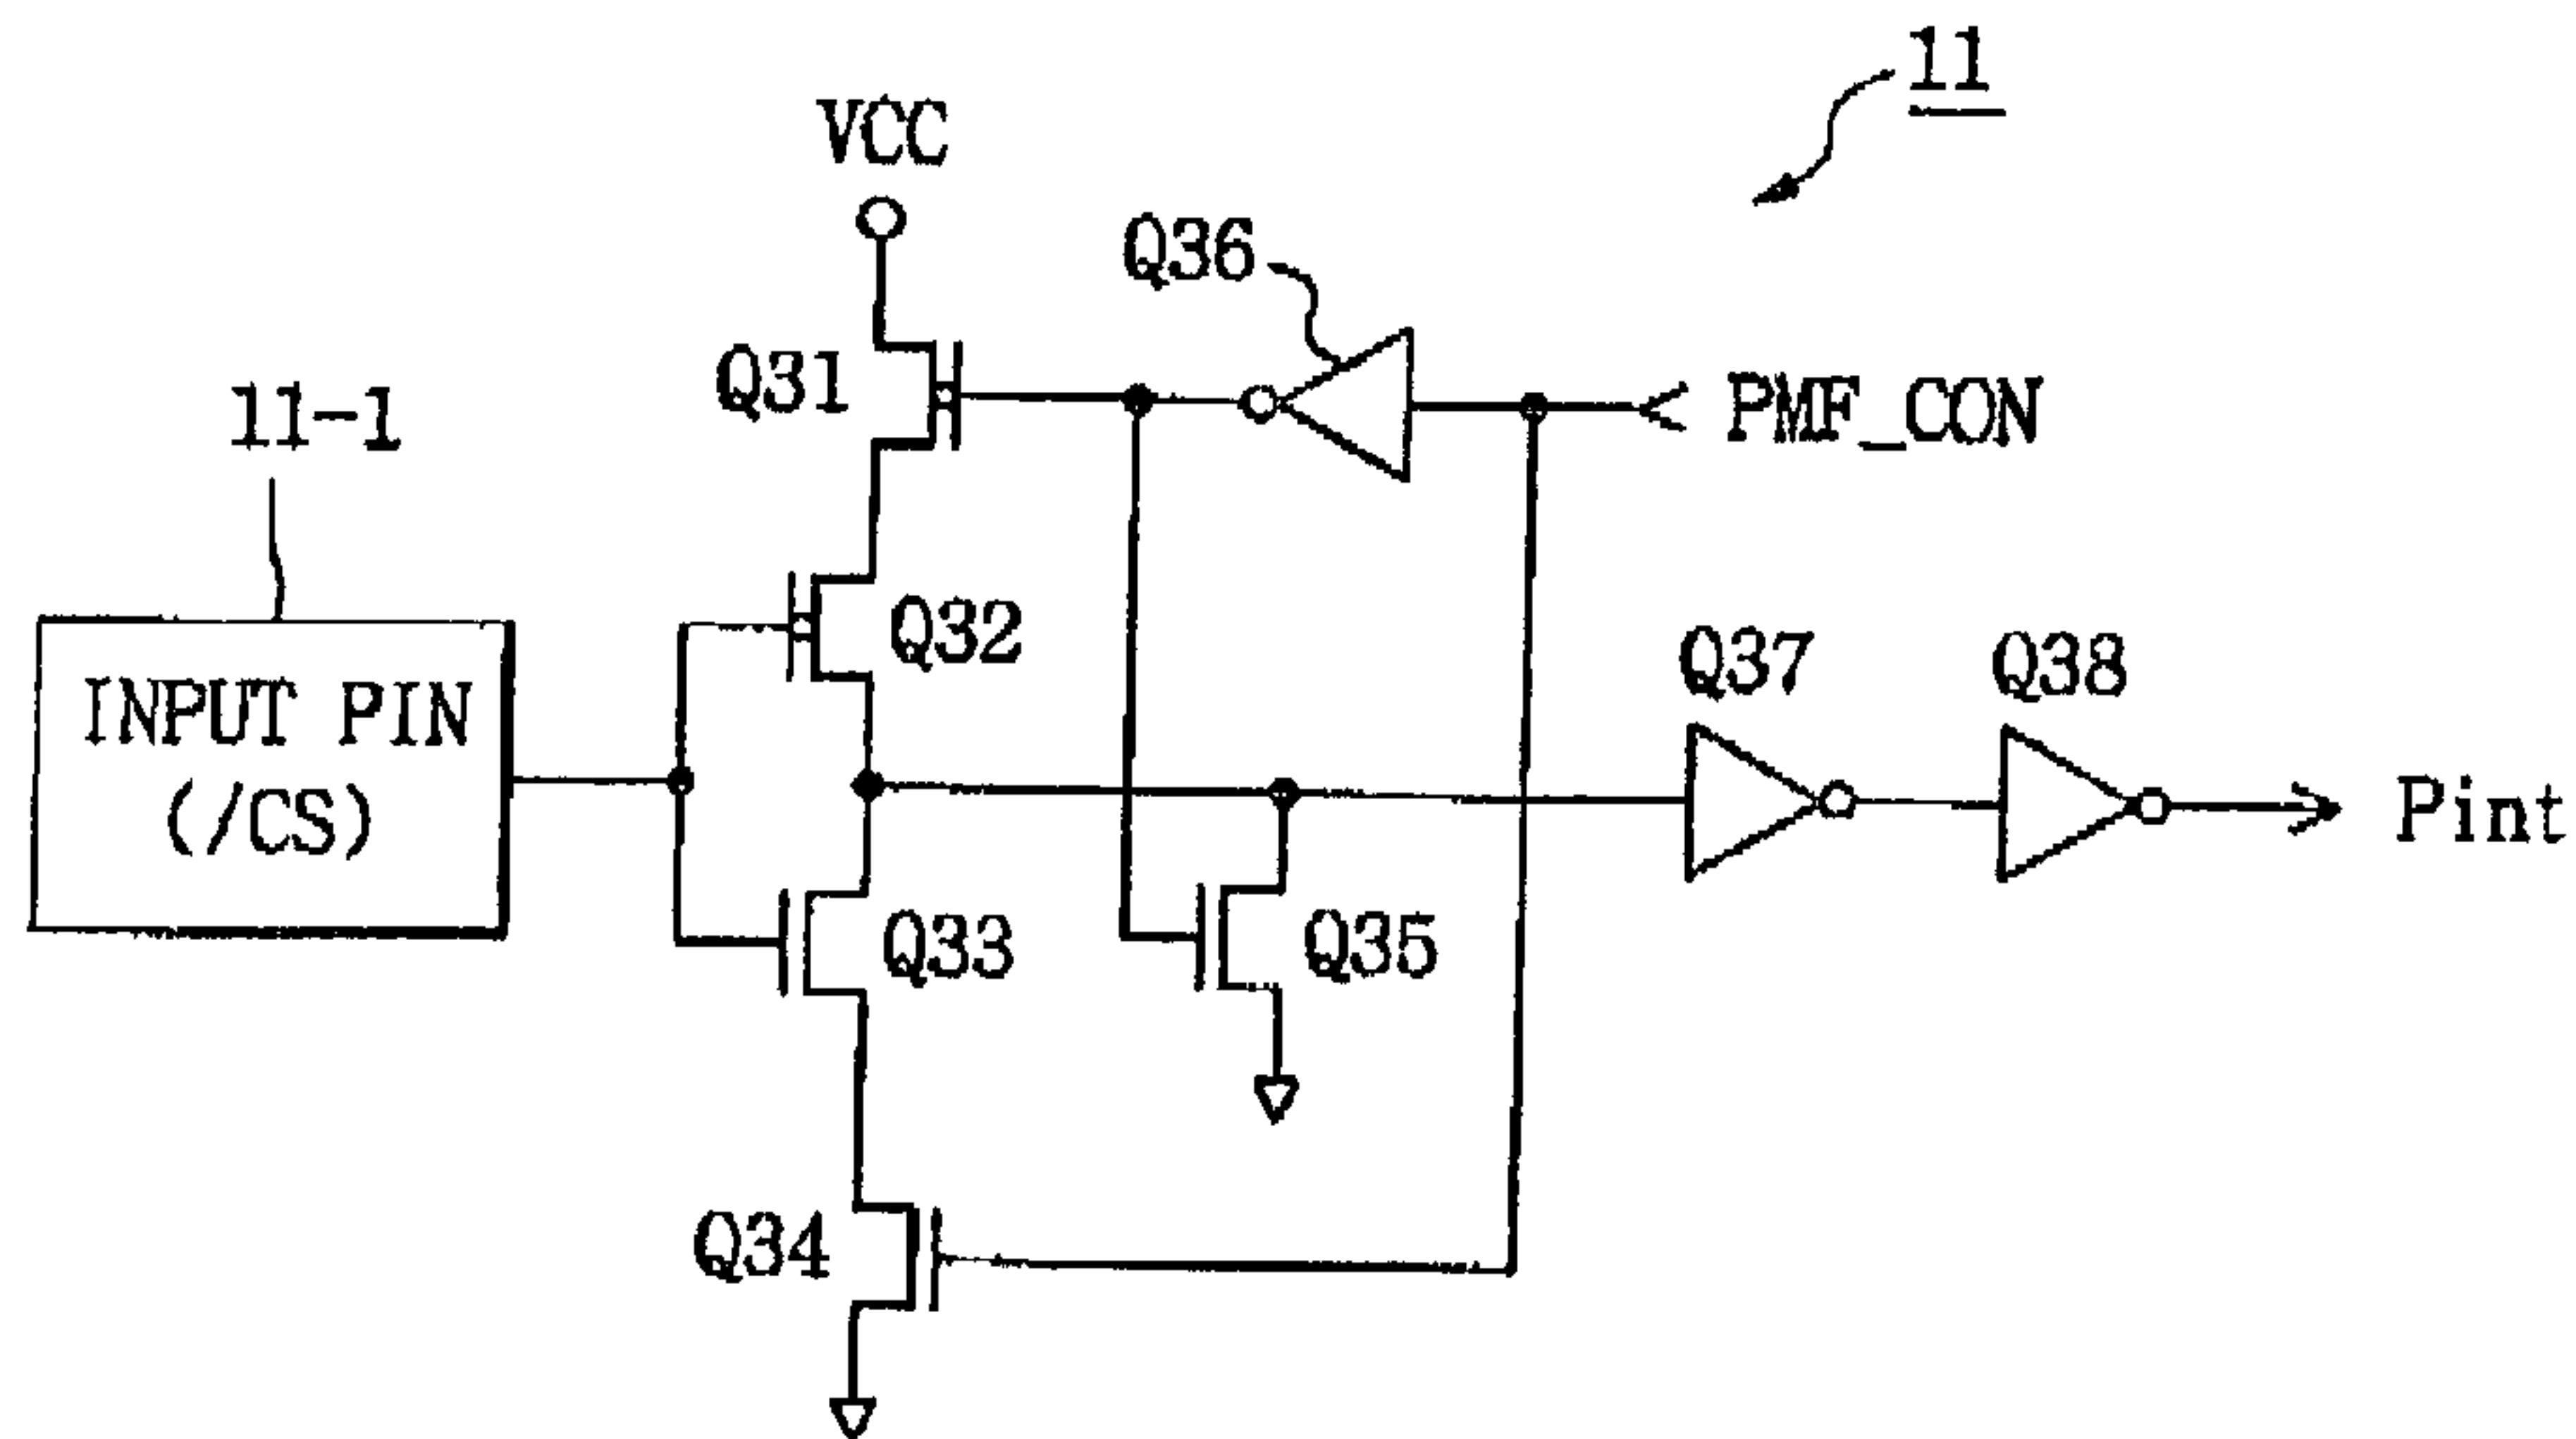 11
VCC
Q36
Q31
PMF_CON
11-1
Q32
INPUT PIN
(/CS)
Q37
Q38
Pint
Q33
Q35
Q34